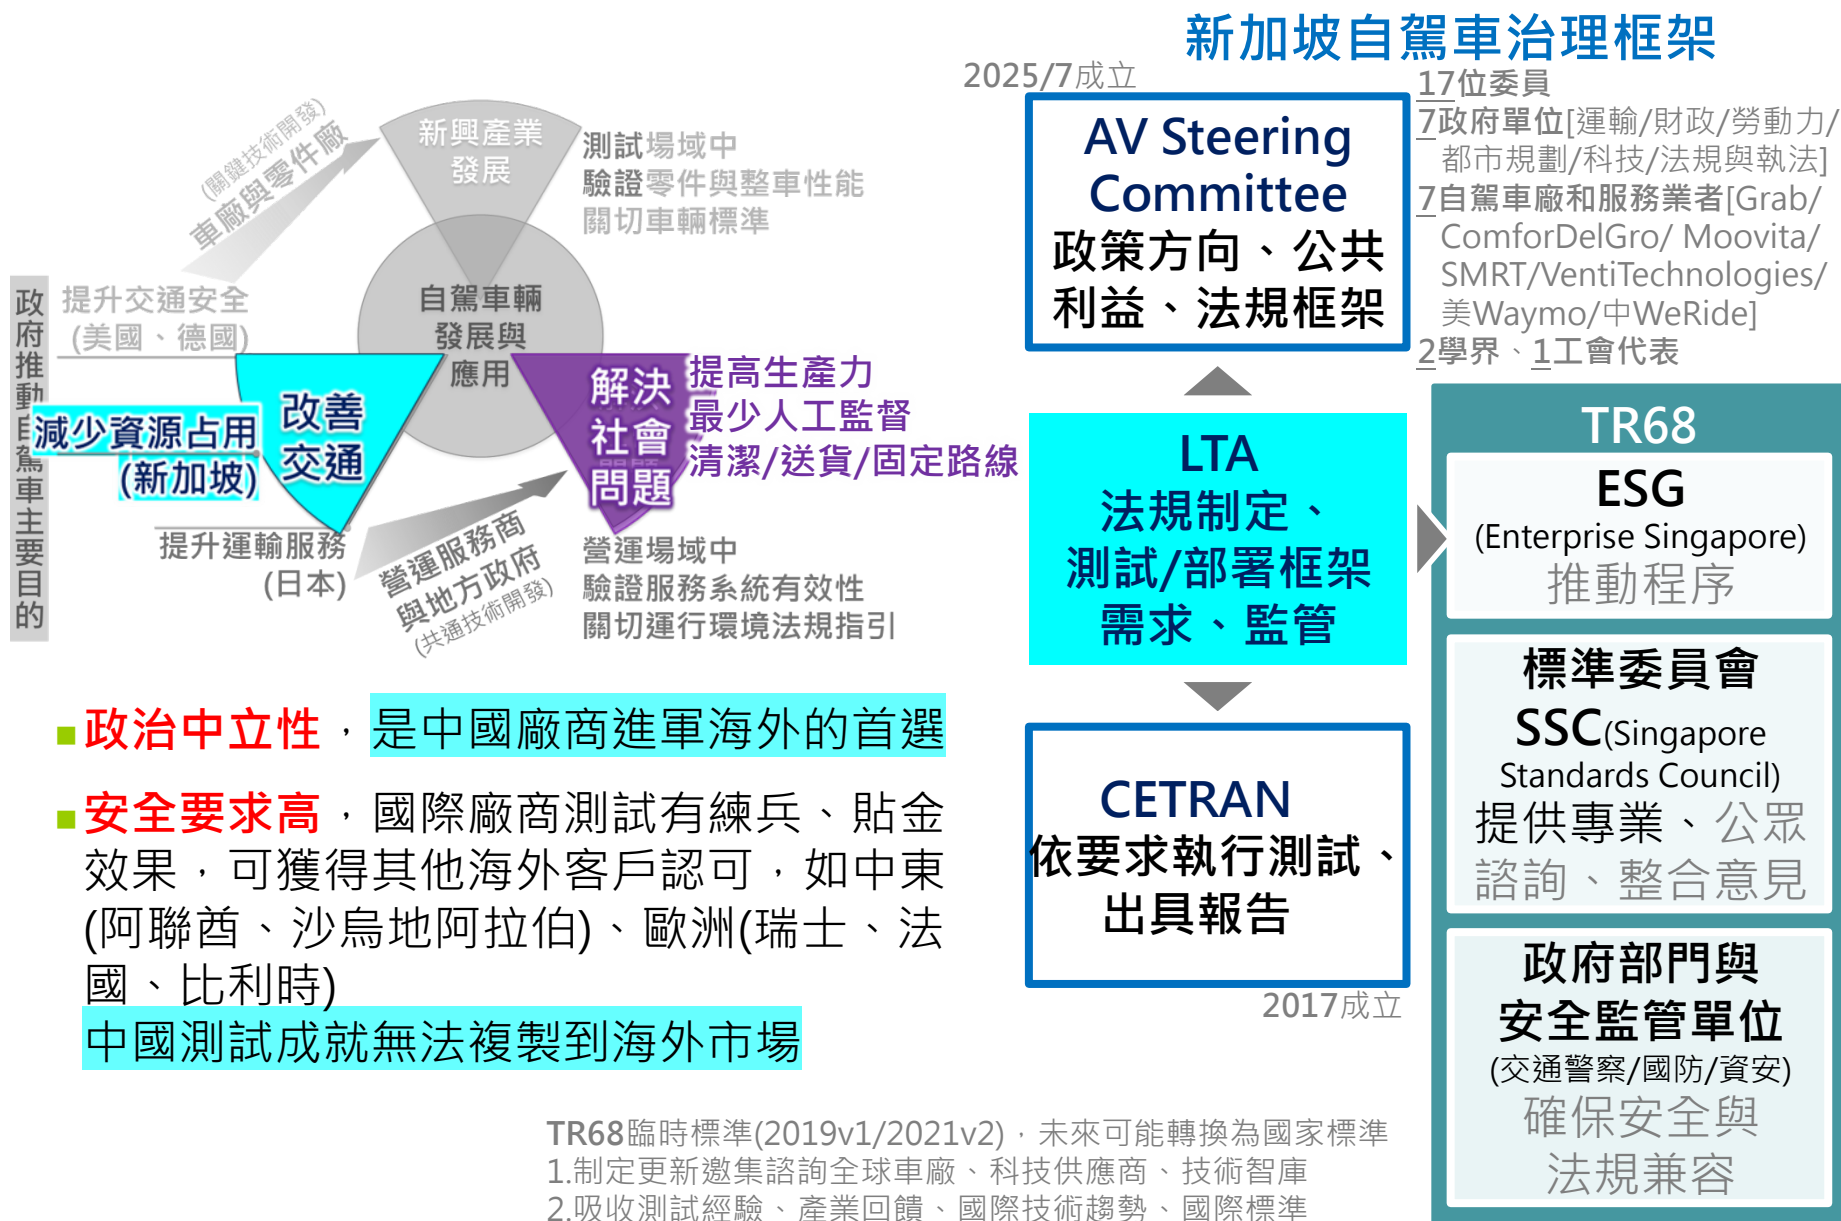 新加坡自駕車治理框架
2025/7成立
AV Steering
Committee
政策方向、公共
利益、法規框架
17位委員
7政府單位[運輸/財政/勞動力/
都市規劃/科技/法規與執法]
7自駕車廠和服務業者[Grab/
ComforDelGro/ Moovita/
SMRT/VentiTechnologies/
美Waymo/中WeRide]
2學界、1工會代表
LTA
法規制定、
測試/部署框架
需求、監管
CETRAN
依要求執行測試、
出具報告
2017成立
TR68
ESG
(Enterprise Singapore)
推動程序
標準委員會
SSC(Singapore
Standards Council)
提供專業、公眾
諮詢、整合意見
政府部門與
安全監管單位
(交通警察/國防/資安)
確保安全與
法規兼容
政府推動自駕車主要目的
(關鍵技術開發)
車廠與零件廠
新興產業
發展
測試場域中
驗證零件與整車性能
關切車輛標準
提升交通安全
(美國、德國)
自駕車輛
發展與
應用
減少資源占用
(新加坡)
改善
交通
解決
社會
問題
提高生產力
最少人工監督
清潔/送貨/固定路線
提升運輸服務
(日本)
營運服務商
與地方政府
(共通技術開發)
營運場域中
驗證服務系統有效性
關切運行環境法規指引
政治中立性，是中國廠商進軍海外的首選
安全要求高，國際廠商測試有練兵、貼金
效果，可獲得其他海外客戶認可，如中東
(阿聯酋、沙烏地阿拉伯)、歐洲(瑞士、法
國、比利時)
中國測試成就無法複製到海外市場
TR68臨時標準(2019v1/2021v2)，未來可能轉換為國家標準
1.制定更新邀集諮詢全球車廠、科技供應商、技術智庫
2.吸收測試經驗、產業回饋、國際技術趨勢、國際標準